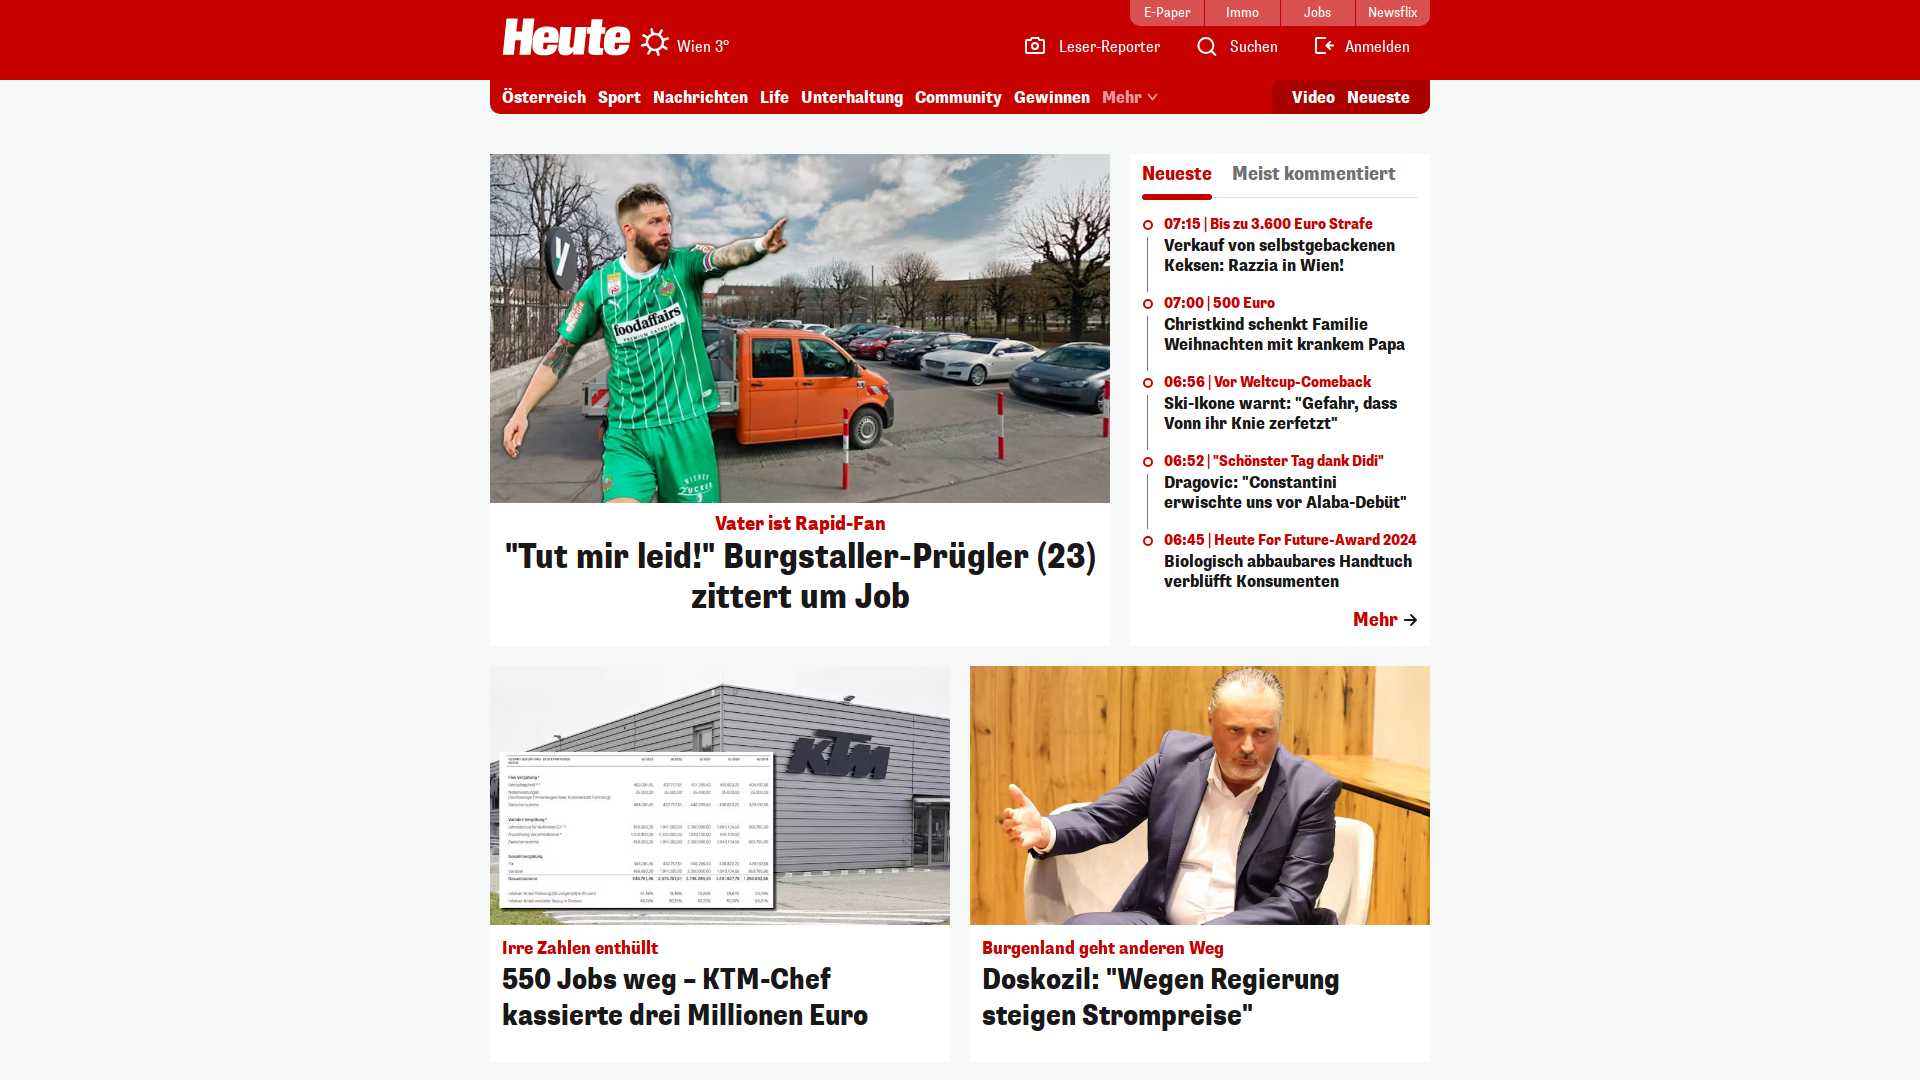 E-Paper
Immo
Jobs
Newsflix
Heute
Wien 3°
Leser-Reporter
Suchen
Anmelden
Österreich
Sport
Nachrichten
Life
Unterhaltung
Community
Gewinnen
Mehr
Video
Neueste
foodaffairs
PREMIUM CATERING
WIENER
ZUCKER
Vater ist Rapid-Fan
"Tut mir leid!" Burgstaller-Prügler (23)
zittert um Job
Neueste
Meist kommentiert
07:15 | Bis zu 3.600 Euro Strafe
Verkauf von selbstgebackenen
Keksen: Razzia in Wien!
07:00 | 500 Euro
Christkind schenkt Familie
Weihnachten mit krankem Papa
06:56 | Vor Weltcup-Comeback
Ski-Ikone warnt: "Gefahr, dass
Vonn ihr Knie zerfetzt"
06:52 | "Schönster Tag dank Didi"
Dragovic: "Constantini
erwischte uns vor Alaba-Debüt"
06:45 | Heute For Future-Award 2024
Biologisch abbaubares Handtuch
verblüfft Konsumenten
Mehr
KTM
Irre Zahlen enthüllt
550 Jobs weg – KTM-Chef
kassierte drei Millionen Euro
Burgenland geht anderen Weg
Doskozil: "Wegen Regierung
steigen Strompreise"